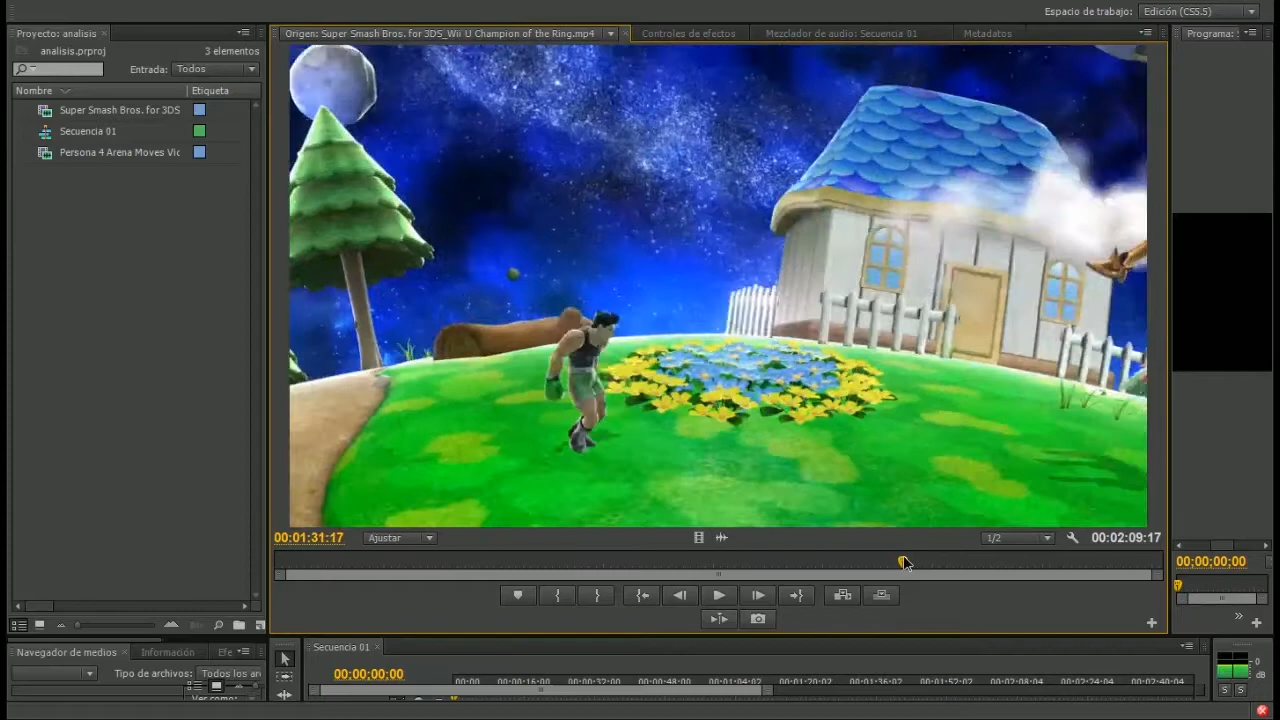 Espacio de trabajo: Edición (CS5.5)
Proyecto: analisis
Origen: Super Smash Bros. for 3DS_Wii U Champion of the Ring.mp4
Controles de efectos
Mezclador de audio: Secuencia 01
Metadatos
Programa:
analisis.prproj
3 elementos
Entrada: Todos
Nombre
Etiqueta
Super Smash Bros. for 3DS
Secuencia 01
Persona 4 Arena Moves Vic
00:01:31:17
Ajustar
1/2
00:02:09:17
00;00;00;00
Navegador de medios
Información
Efe
Secuencia 01
Tipo de archivos: Todos los arc
00:00;00;00
00:00
00;00;16;00
00;00;32;00
00;00;48;00
00;01;04;02
00;01;20;02
00;01;36;02
00;01;52;02
00;02;08;04
00;02;24;04
00;02;40;04
0
dB
S S